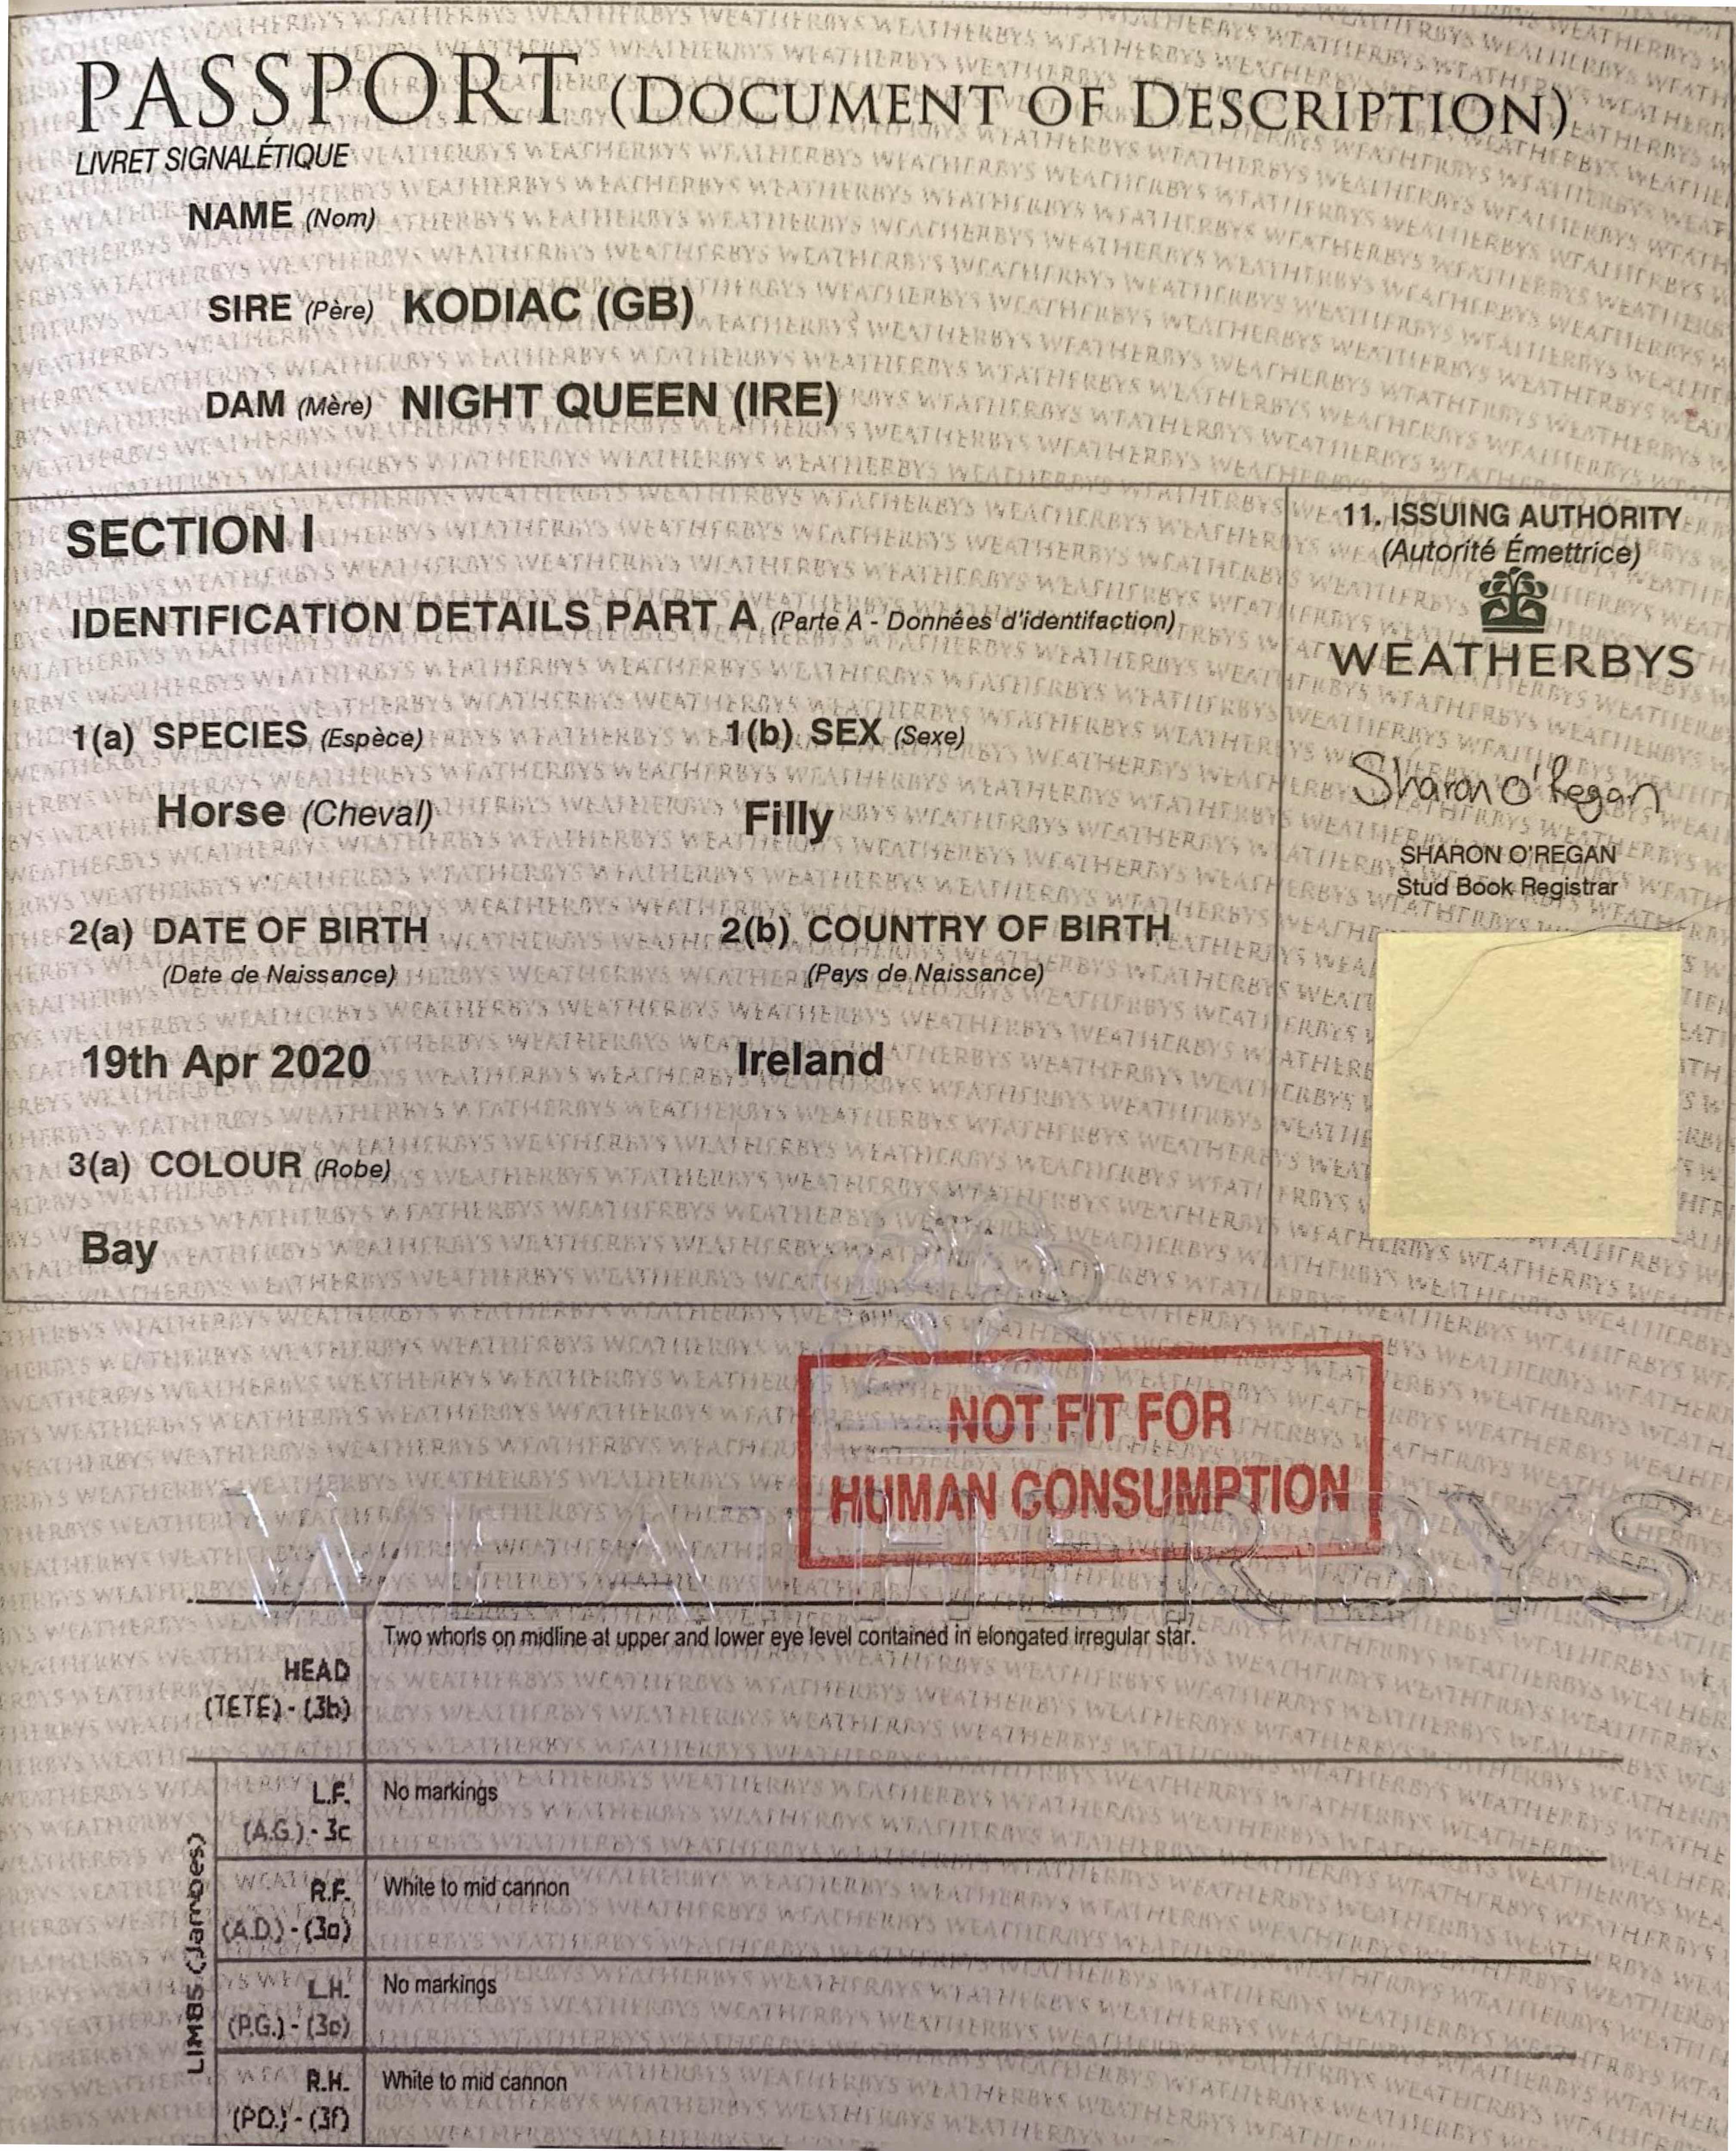 PASSPORT (DOCUMENT OF DESCRIPTION)
LIVRET SIGNALÉTIQUE
NAME (Nom)
SIRE (Père) KODIAC (GB)
DAM (Mère) NIGHT QUEEN (IRE)
SECTION I
IDENTIFICATION DETAILS PART A (Parte A - Données d'identifaction)
1(a) SPECIES (Espèce) 1(b) SEX (Sexe)
Horse (Cheval) Filly
2(a) DATE OF BIRTH 2(b) COUNTRY OF BIRTH
(Date de Naissance) (Pays de Naissance)
19th Apr 2020 Ireland
3(a) COLOUR (Robe)
Bay
11. ISSUING AUTHORITY
(Autorité Émettrice)
WEATHERBYS
Sharon O'Regan
SHARON O'REGAN
Stud Book Registrar
NOT FIT FOR
HUMAN CONSUMPTION
WEATHERBYS
HEAD
(TETE) - (3b)
Two whorls on midline at upper and lower eye level contained in elongated irregular star.
LIMBS (Jambes)
L.F. No markings
(A.G.) - 3c
R.F. White to mid cannon
(A.D.) - (3a)
L.H. No markings
(P.G.) - (3e)
R.H. White to mid cannon
(P.D.) - (3f)